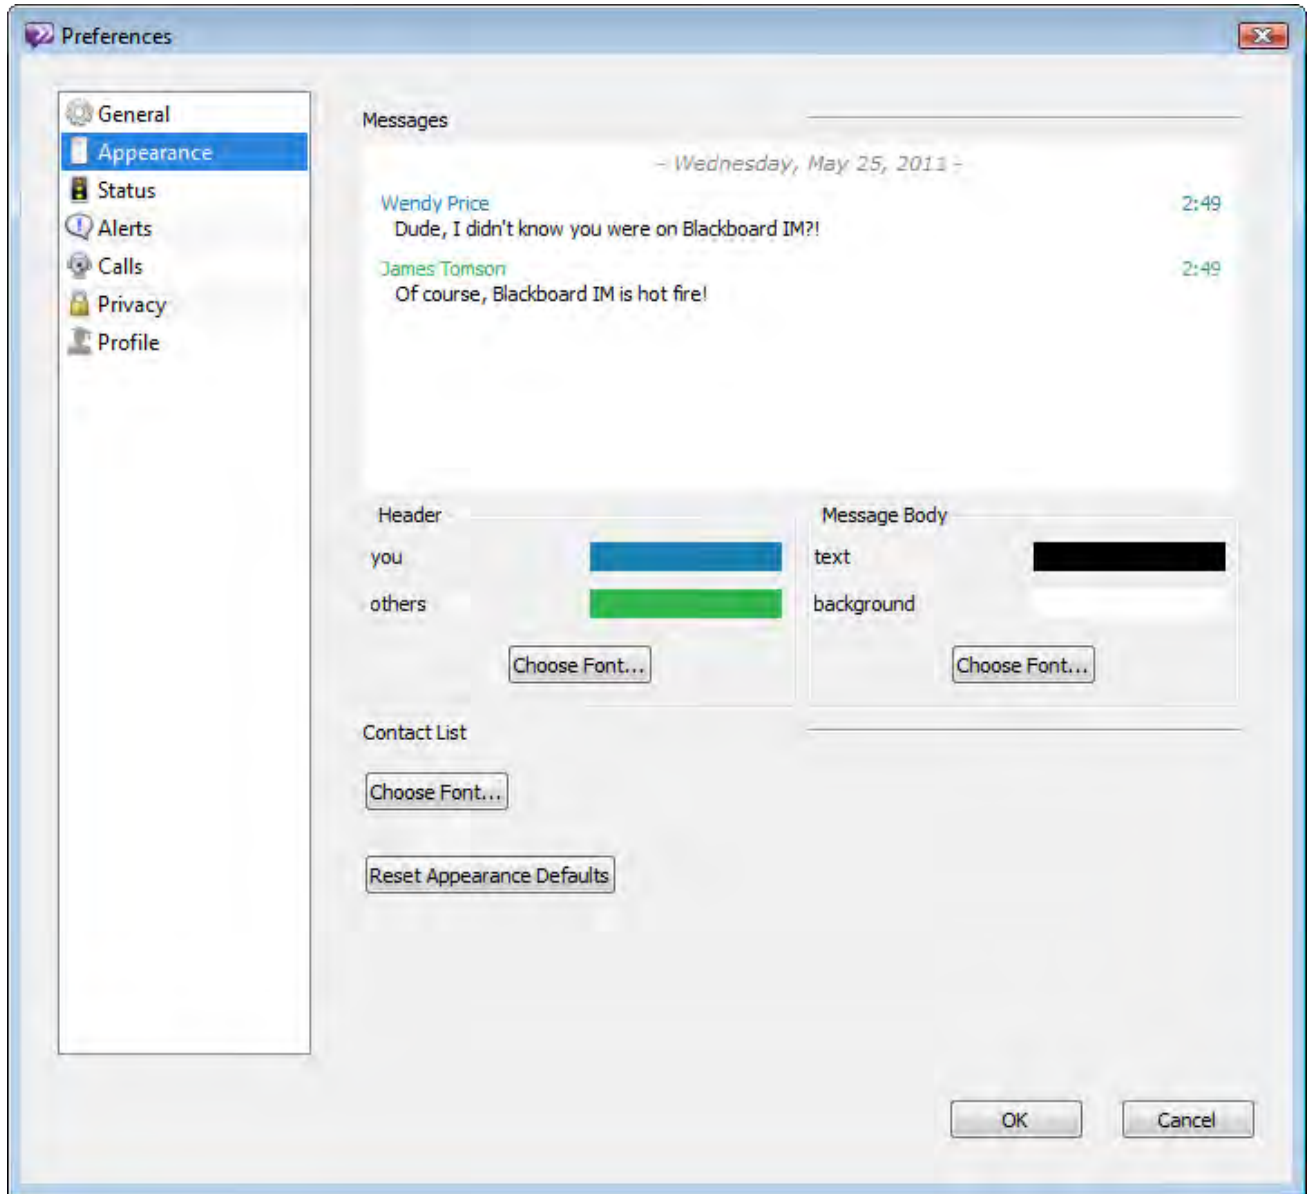 Preferences
General
Appearance
Status
Alerts
Calls
Privacy
Profile
Messages
- Wednesday, May 25, 2011 -
Wendy Price 2:49
Dude, I didn't know you were on Blackboard IM?!
James Tomson 2:49
Of course, Blackboard IM is hot fire!
Header
you
others
Choose Font...
Message Body
text
background
Choose Font...
Contact List
Choose Font...
Reset Appearance Defaults
OK Cancel